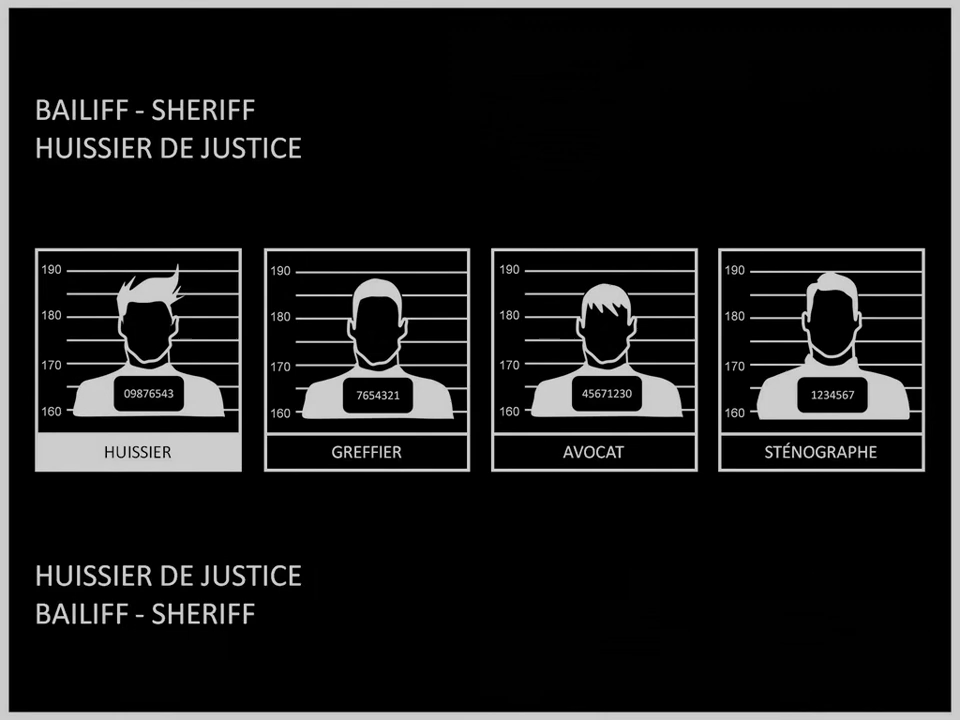 BAILIFF - SHERIFF
HUISSIER DE JUSTICE
190
180
170
160
09876543
HUISSIER
190
180
170
160
7654321
GREFFIER
190
180
170
160
45671230
AVOCAT
190
180
170
160
1234567
STÉNOGRAPHE
HUISSIER DE JUSTICE
BAILIFF - SHERIFF